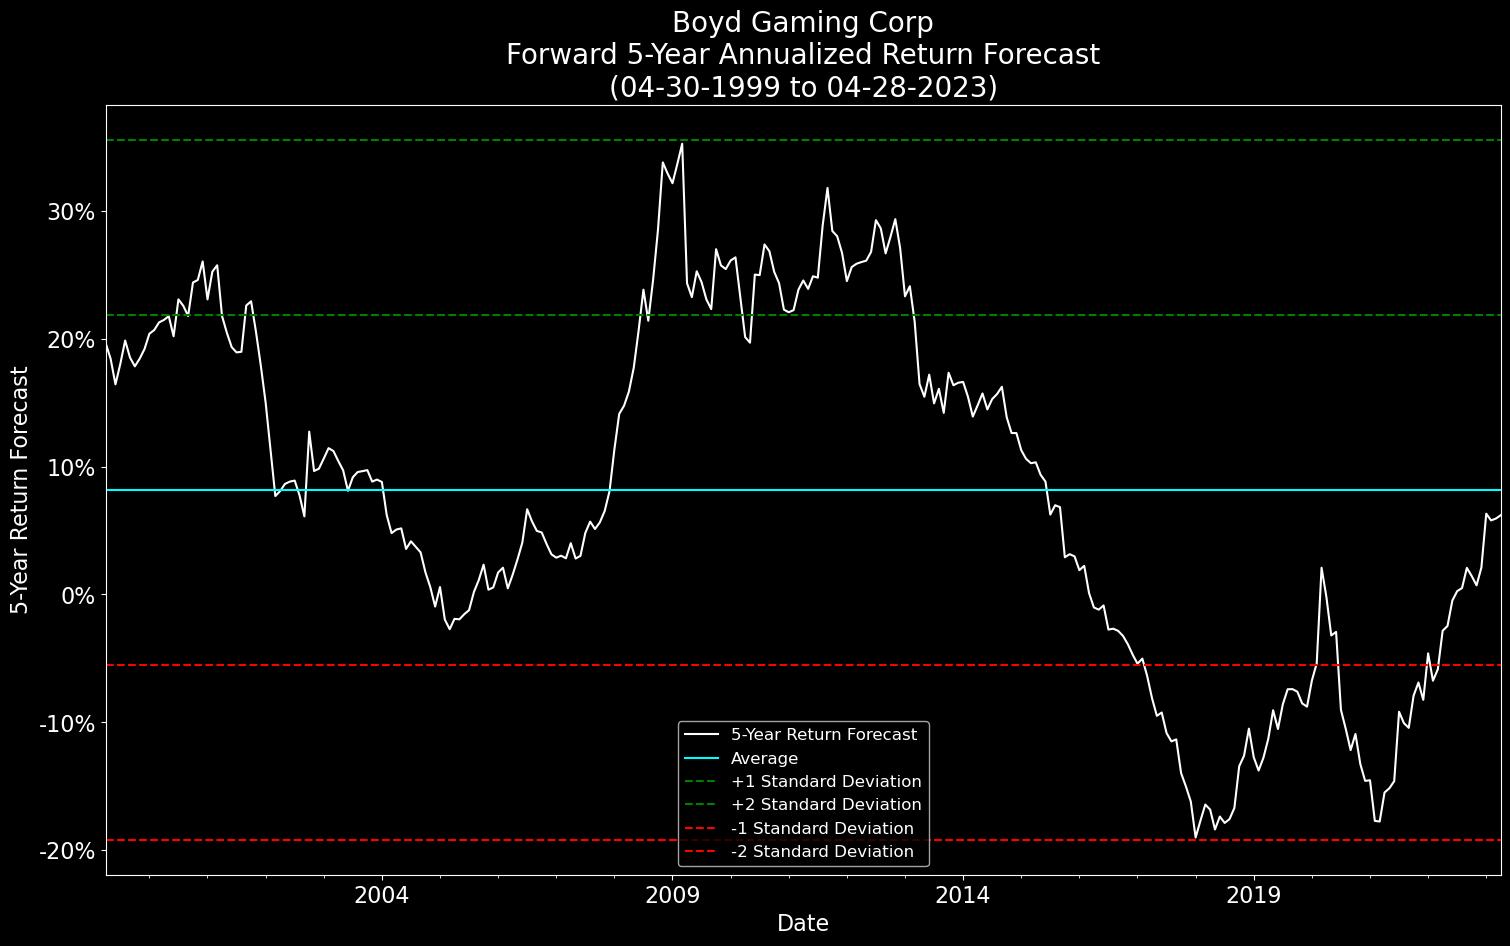 Boyd Gaming Corp
Forward 5-Year Annualized Return Forecast
(04-30-1999 to 04-28-2023)
5-Year Return Forecast
30%
20%
10%
0%
-10%
-20%
5-Year Return Forecast
Average
+1 Standard Deviation
+2 Standard Deviation
-1 Standard Deviation
-2 Standard Deviation
2004
2009
2014
2019
Date